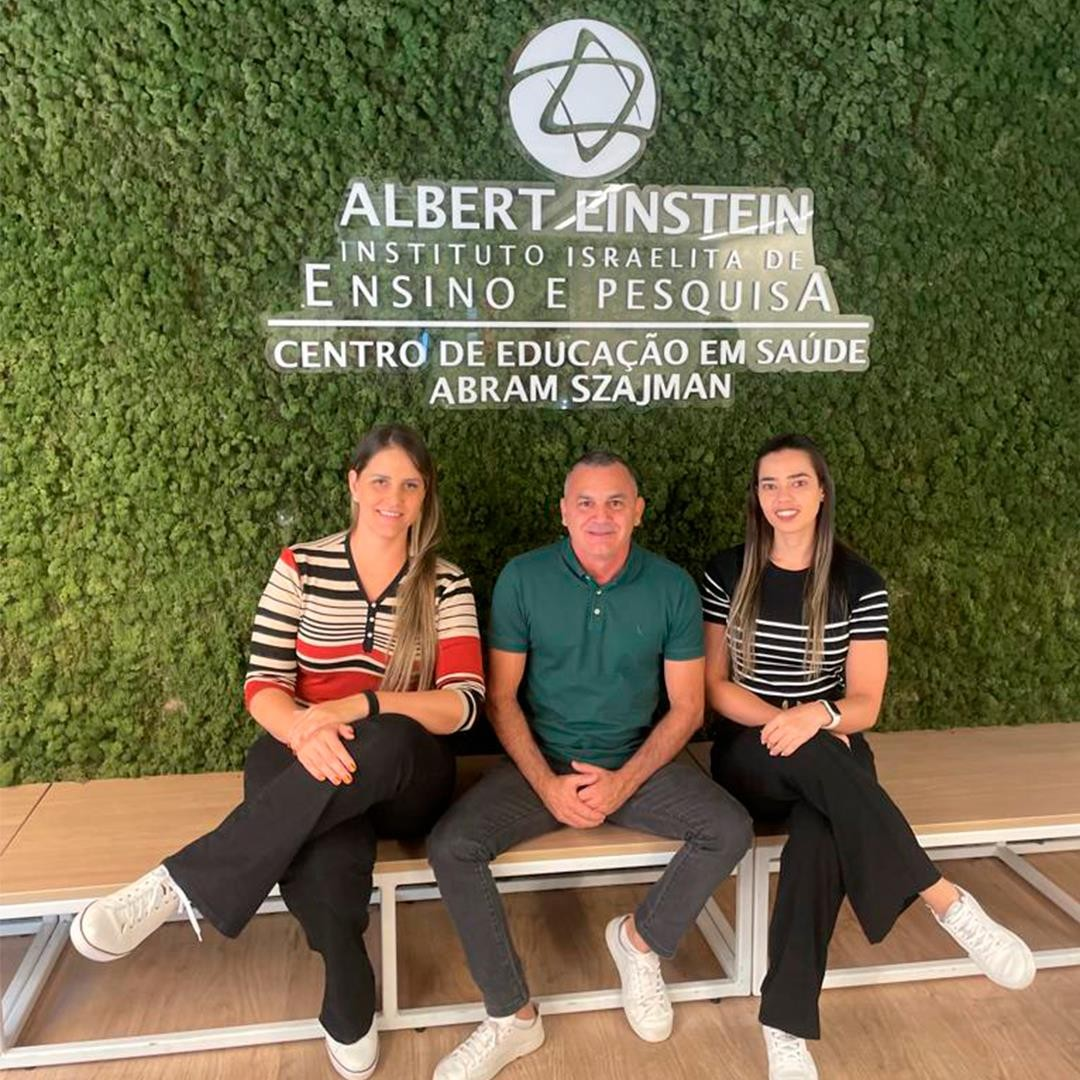 ALBERT EINSTEIN
INSTITUTO ISRAELITA DE
ENSINO E PESQUISA
CENTRO DE EDUCAÇÃO EM SAÚDE
ABRAM SZAJMAN